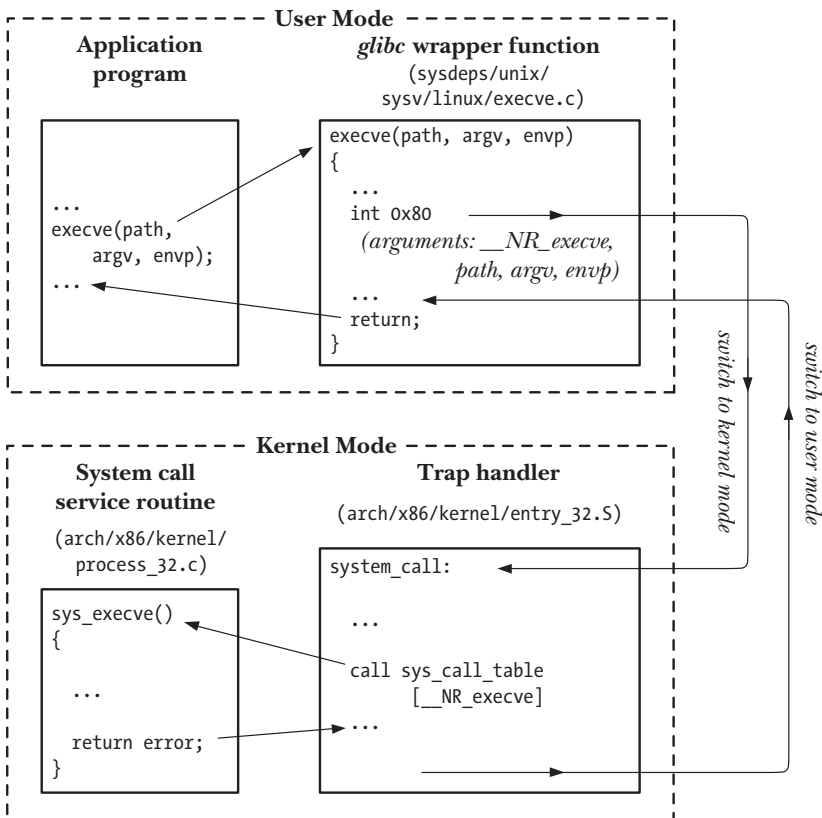 User Mode
Application
program
glibc wrapper function
(sysdeps/unix/
sysv/linux/execve.c)
...
execve(path,
argv, envp);
...
execve(path, argv, envp)
{
...
int 0x80
(arguments: __NR_execve,
path, argv, envp)
...
return;
}
switch to kernel mode
switch to user mode
Kernel Mode
System call
service routine
(arch/x86/kernel/
process_32.c)
Trap handler
(arch/x86/kernel/entry_32.S)
sys_execve()
{
...
return error;
}
system_call:
...
call sys_call_table
[__NR_execve]
...